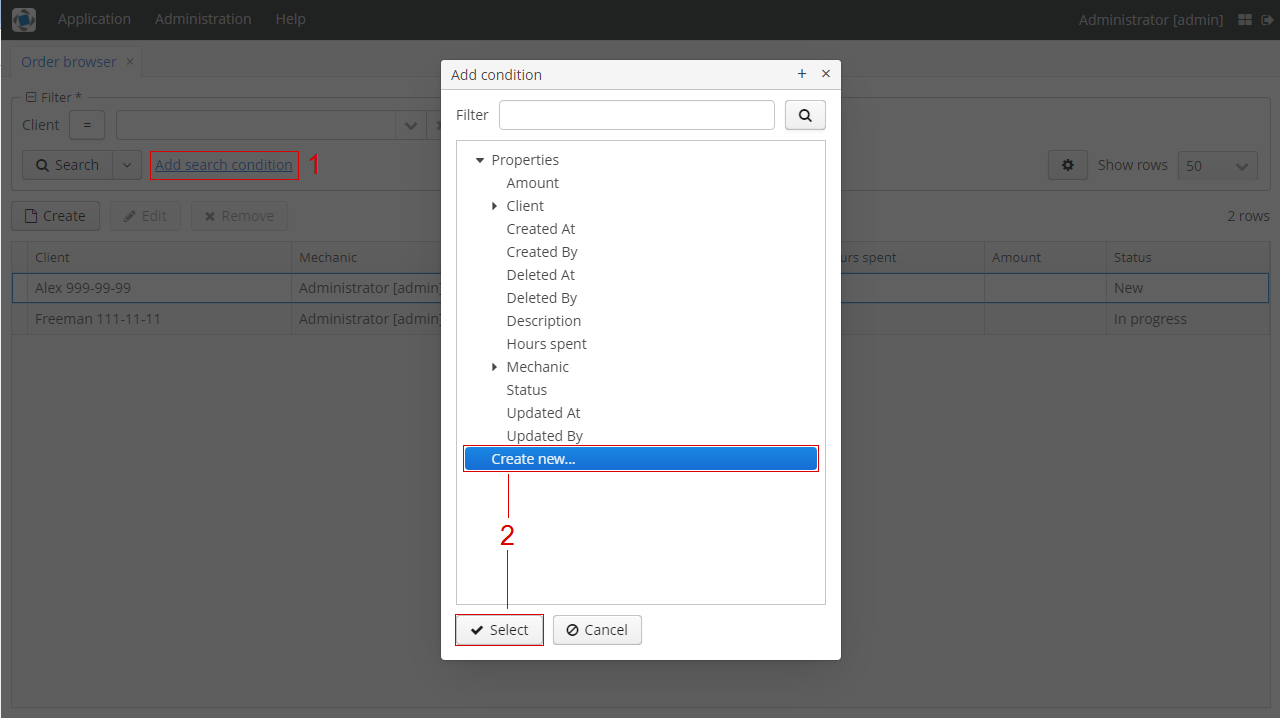 Application Administration Help Administrator [admin]
Order browser ×
Add condition + ×
Filter *
Filter
Client =
Search Add search condition 1 Show rows 50
Properties
Amount
Client
Created At
Created By
Deleted At
Deleted By
Description
Hours spent
Mechanic
Status
Updated At
Updated By
Create new...
2
Select Cancel
Create Edit Remove 2 rows
Client Mechanic urs spent Amount Status
Alex 999-99-99 Administrator [admin] New
Freeman 111-11-11 Administrator [admin] In progress